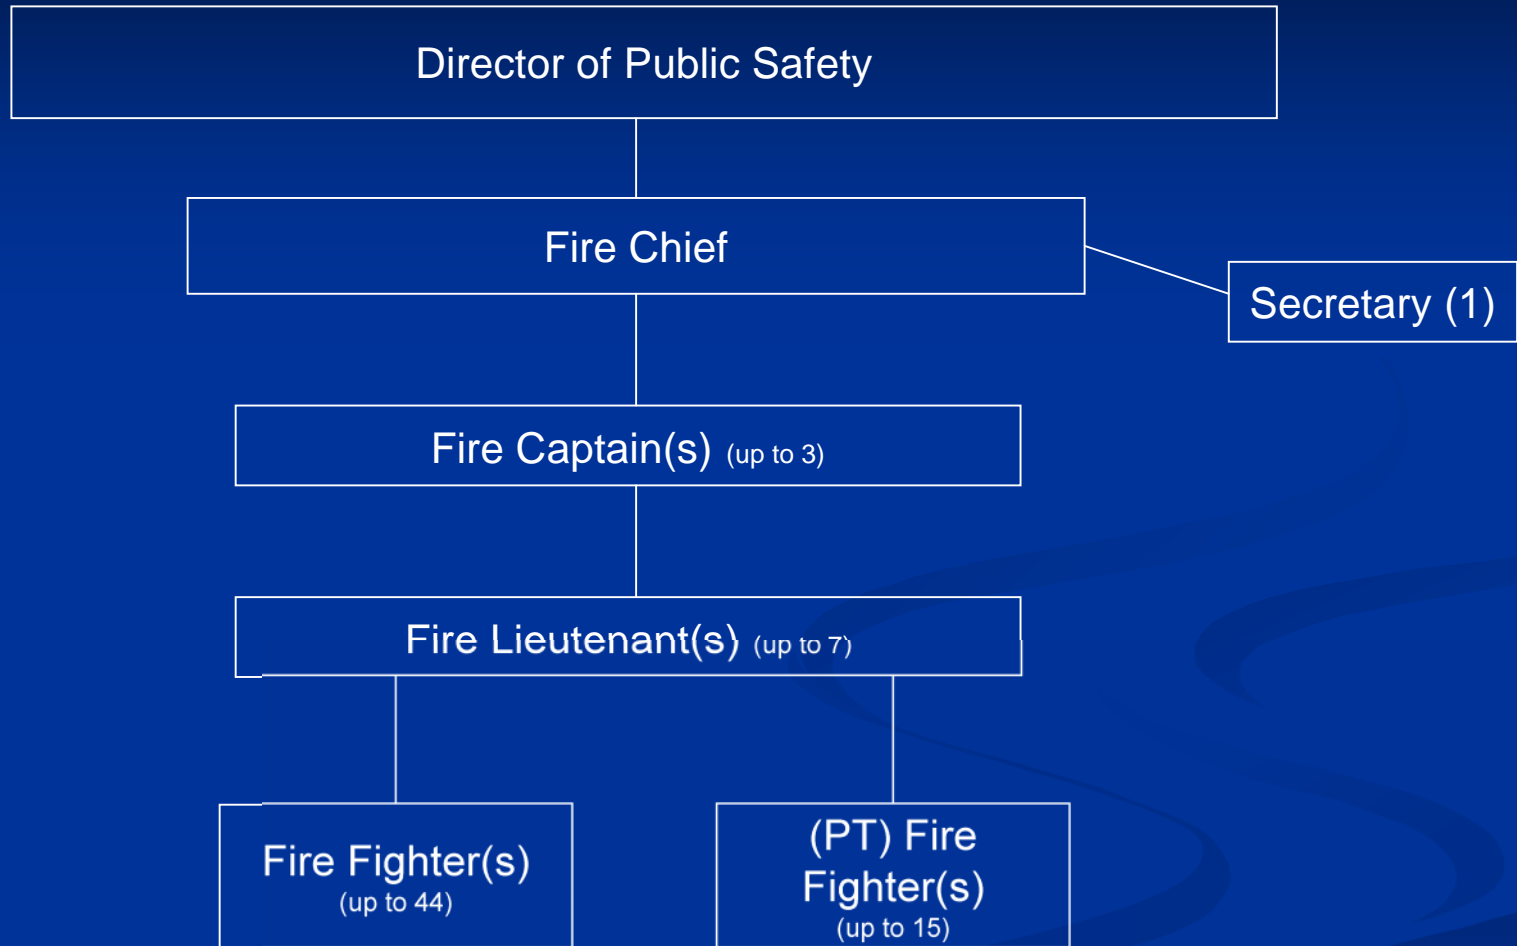 Director of Public Safety
Fire Chief
Secretary (1)
Fire Captain(s) (up to 3)
Fire Lieutenant(s) (up to 7)
Fire Fighter(s)
(up to 44)
(PT) Fire
Fighter(s)
(up to 15)